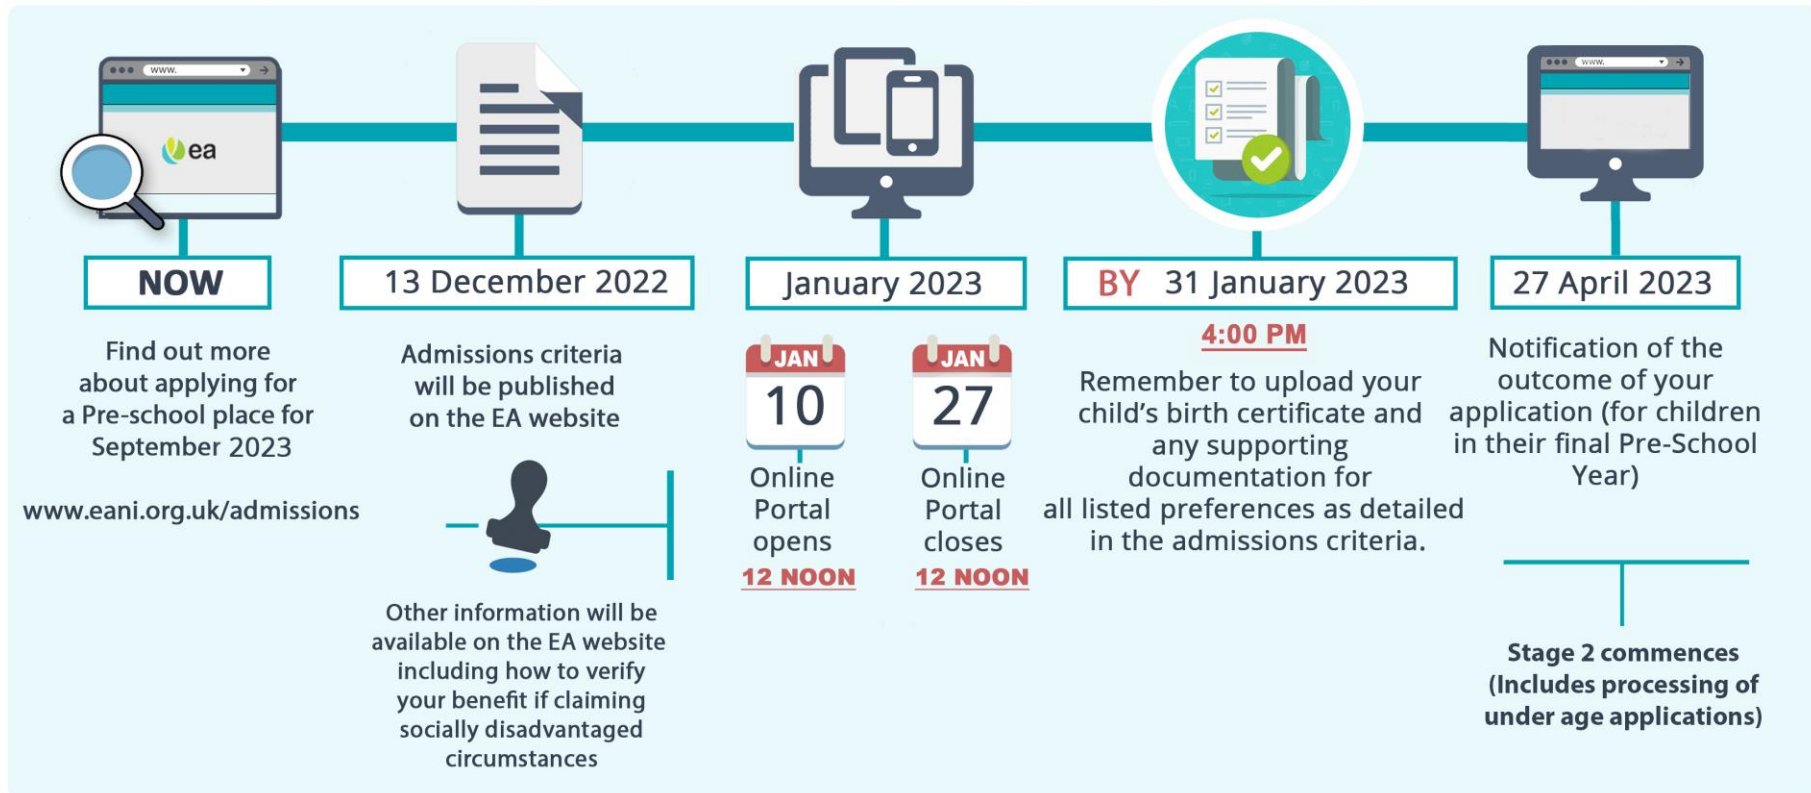 www.
ea
NOW
Find out more
about applying for
a Pre-school place for
September 2023
www.eani.org.uk/admissions
13 December 2022
Admissions criteria
will be published
on the EA website
Other information will be
available on the EA website
including how to verify
your benefit if claiming
socially disadvantaged
circumstances
January 2023
JAN
10
Online
Portal
opens
12 NOON
JAN
27
Online
Portal
closes
12 NOON
BY 31 January 2023
4:00 PM
Remember to upload your
child's birth certificate and
any supporting
documentation for
all listed preferences as detailed
in the admissions criteria.
www.
27 April 2023
Notification of the
outcome of your
application (for children
in their final Pre-School
Year)
Stage 2 commences
(Includes processing of
under age applications)